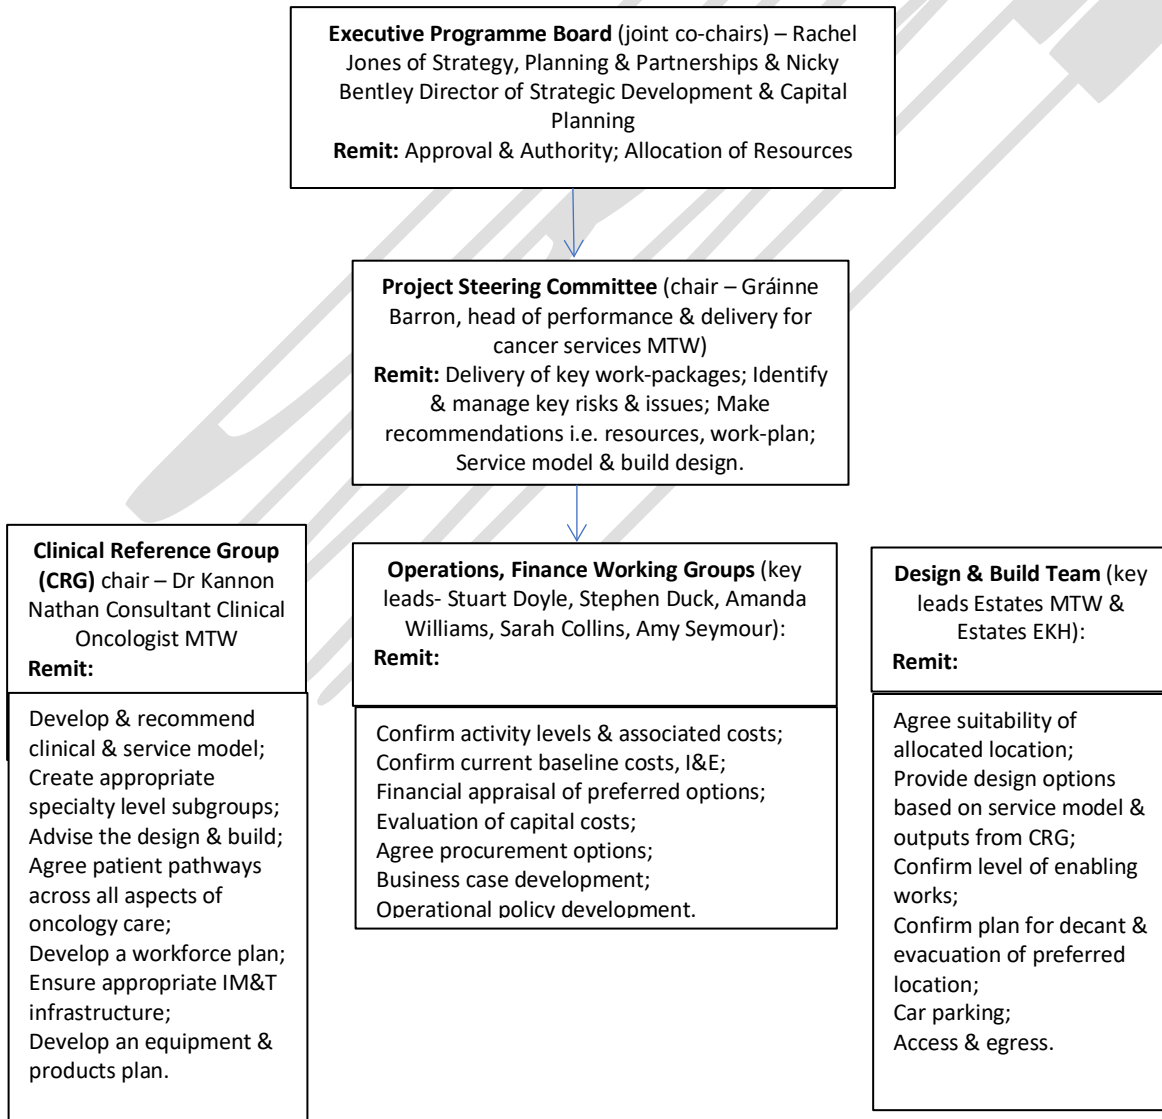 Executive Programme Board (joint co-chairs) – Rachel
Jones of Strategy, Planning & Partnerships & Nicky
Bentley Director of Strategic Development & Capital
Planning
Remit: Approval & Authority; Allocation of Resources
Project Steering Committee (chair – Gráinne
Barron, head of performance & delivery for
cancer services MTW)
Remit: Delivery of key work-packages; Identify
& manage key risks & issues; Make
recommendations i.e. resources, work-plan;
Service model & build design.
Clinical Reference Group
(CRG) chair – Dr Kannon
Nathan Consultant Clinical
Oncologist MTW
Remit:
Develop & recommend
clinical & service model;
Create appropriate
specialty level subgroups;
Advise the design & build;
Agree patient pathways
across all aspects of
oncology care;
Develop a workforce plan;
Ensure appropriate IM&T
infrastructure;
Develop an equipment &
products plan.
Operations, Finance Working Groups (key
leads- Stuart Doyle, Stephen Duck, Amanda
Williams, Sarah Collins, Amy Seymour):
Remit:
Confirm activity levels & associated costs;
Confirm current baseline costs, I&E;
Financial appraisal of preferred options;
Evaluation of capital costs;
Agree procurement options;
Business case development;
Operational policy development.
Design & Build Team (key
leads Estates MTW &
Estates EKH):
Remit:
Agree suitability of
allocated location;
Provide design options
based on service model &
outputs from CRG;
Confirm level of enabling
works;
Confirm plan for decant &
evacuation of preferred
location;
Car parking;
Access & egress.